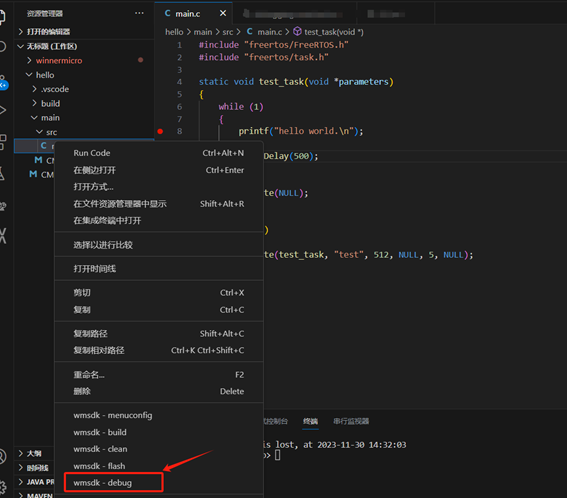 资源管理器
打开的编辑器
无标题 (工作区)
winnermicro
hello
.vscode
build
main
src
CM
CM
大纲
时间线
JAVA PR
MAVEN
main.c
hello > main > src > C main.c > test_task(void *)
1 #include "freertos/FreeRTOS.h"
2 #include "freertos/task.h"
3
4 static void test_task(void *parameters)
5 {
6 while (1)
7 {
8 printf("hello world.\n");
Delay(500);
te(NULL);
)
te(test_task, "test", 512, NULL, 5, NULL);
Run Code Ctrl+Alt+N
在侧边打开 Ctrl+Enter
打开方式...
在文件资源管理器中显示 Shift+Alt+R
在集成终端中打开
选择以进行比较
打开时间线
剪切 Ctrl+X
复制 Ctrl+C
复制路径 Shift+Alt+C
复制相对路径 Ctrl+K Ctrl+Shift+C
重命名... F2
删除 Delete
wmsdk - menuconfig
wmsdk - build
wmsdk - clean
wmsdk - flash
wmsdk - debug
控制台 终端 串行监视器
is lost, at 2023-11-30 14:32:03